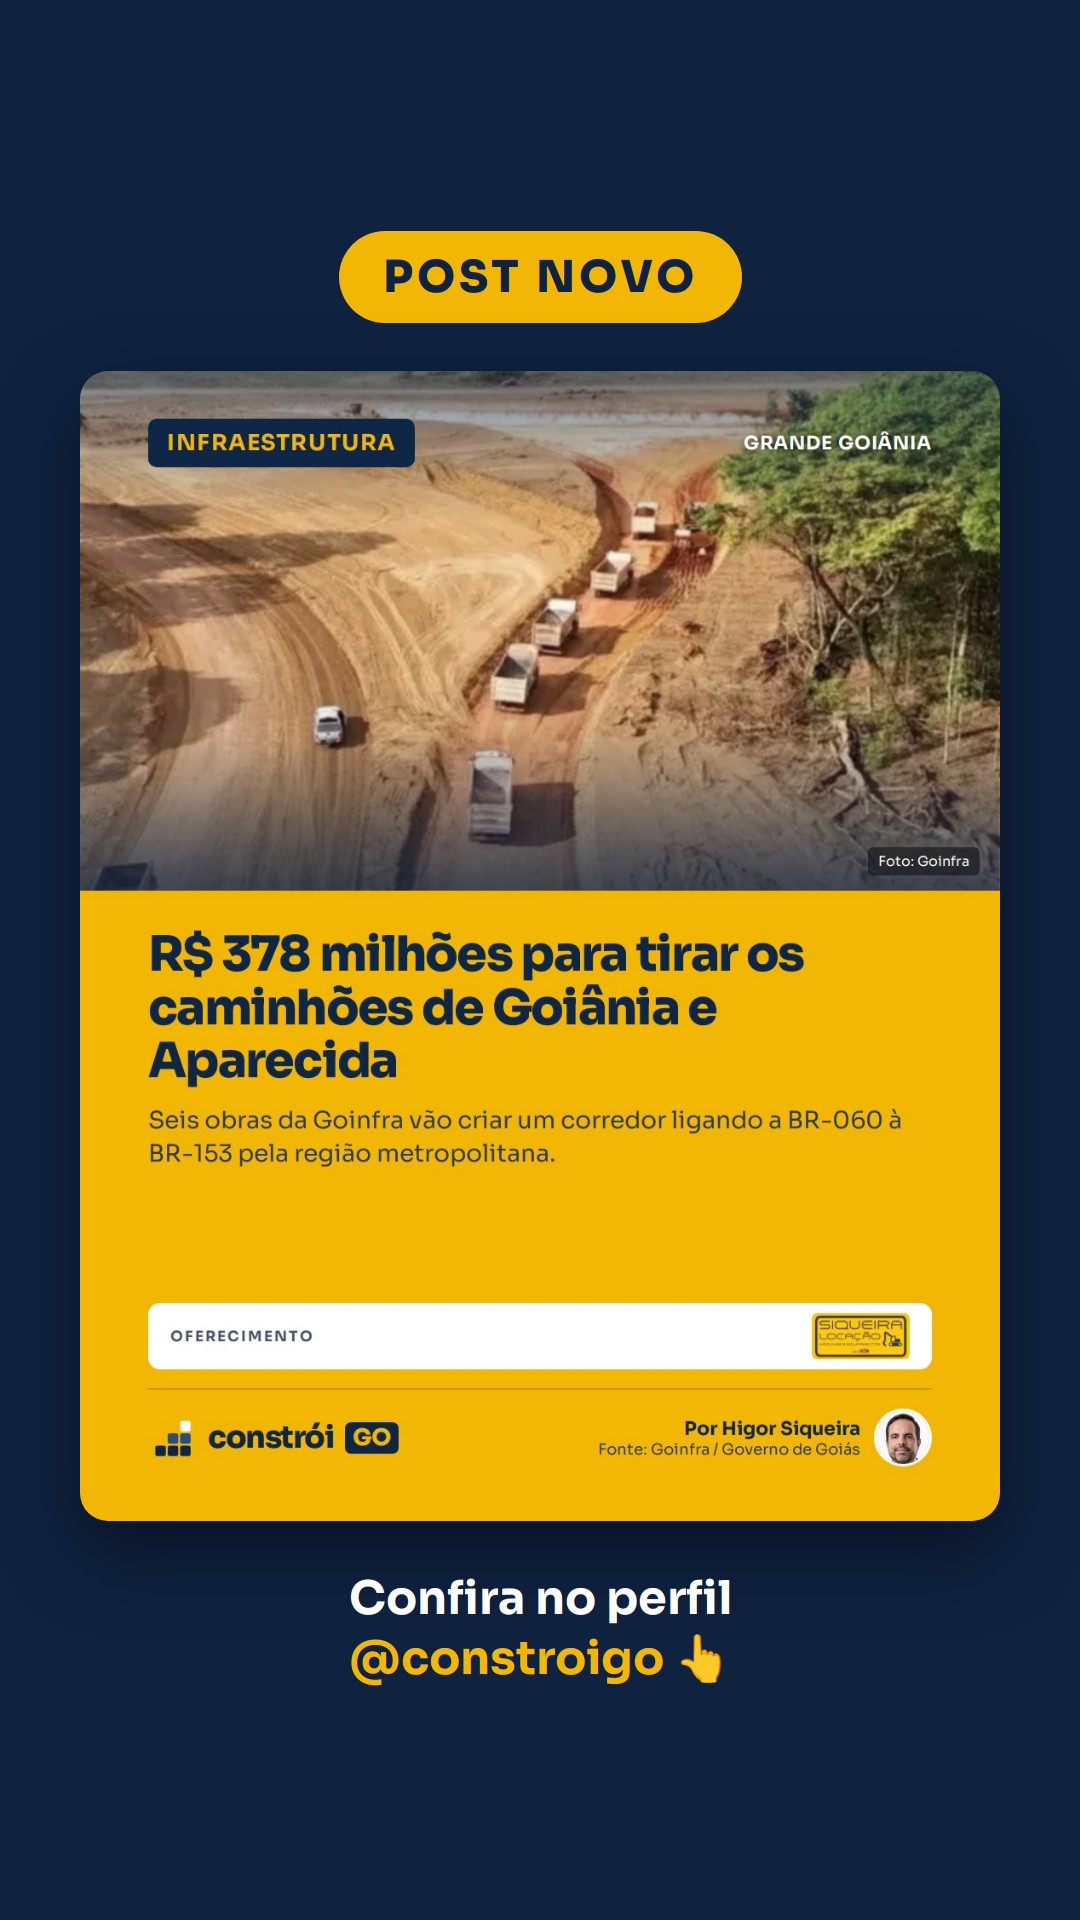 POST NOVO
INFRAESTRUTURA
GRANDE GOIÂNIA
Foto: Goinfra
R$ 378 milhões para tirar os
caminhões de Goiânia e
Aparecida
Seis obras da Goinfra vão criar um corredor ligando a BR-060 à
BR-153 pela região metropolitana.
OFERECIMENTO
SIQUEIRA
LOCAÇÃO
constrói GO
Por Higor Siqueira
Fonte: Goinfra / Governo de Goiás
Confira no perfil
@constroigo 👆